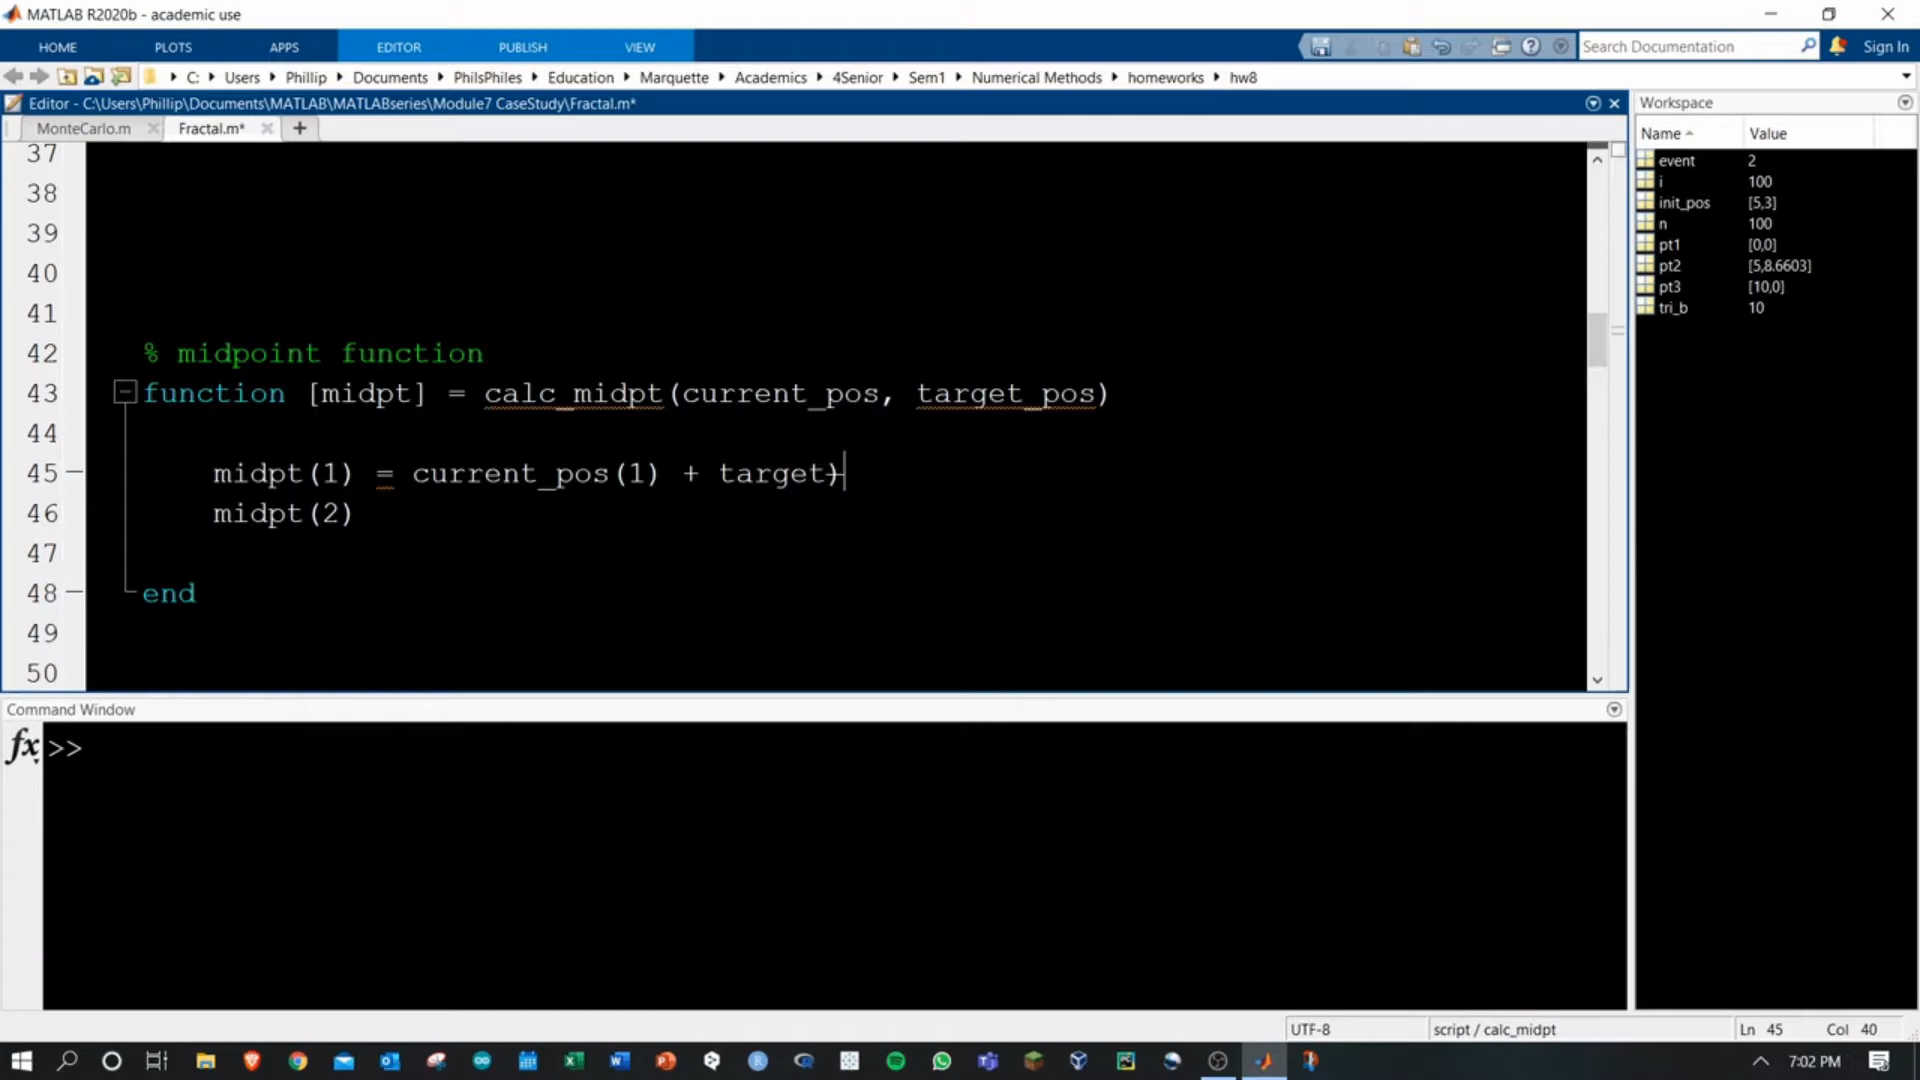 MATLAB R2020b - academic use
HOME PLOTS APPS EDITOR PUBLISH VIEW Search Documentation Sign In
C: Users Phillip Documents PhilsPhiles Education Marquette Academics 4Senior Sem1 Numerical Methods homeworks hw8
Editor - C:\Users\Phillip\Documents\MATLAB\MATLABseries\Module7 CaseStudy\Fractal.m*
MonteCarlo.m Fractal.m* +
37
38
39
40
41
42 % midpoint function
43 function [midpt] = calc_midpt(current_pos, target_pos)
44
45 midpt(1) = current_pos(1) + target)
46 midpt(2)
47
48 end
49
50
Workspace
Name Value
event 2
i 100
init_pos [5,3]
n 100
pt1 [0,0]
pt2 [5,8.6603]
pt3 [10,0]
tri_b 10
Command Window
fx >>
UTF-8 script / calc_midpt Ln 45 Col 40
7:02 PM